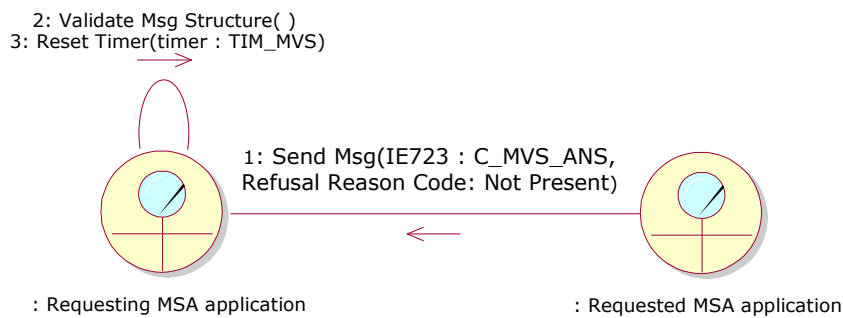 2: Validate Msg Structure( )
3: Reset Timer(timer : TIM_MVS)
1: Send Msg(IE723 : C_MVS_ANS,
Refusal Reason Code: Not Present)
: Requesting MSA application
: Requested MSA application